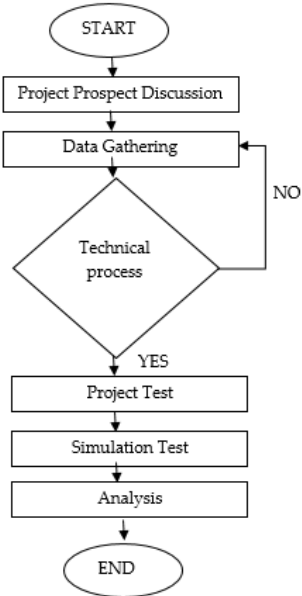 START
Project Prospect Discussion
Data Gathering
NO
Technical
process
YES
Project Test
Simulation Test
Analysis
END